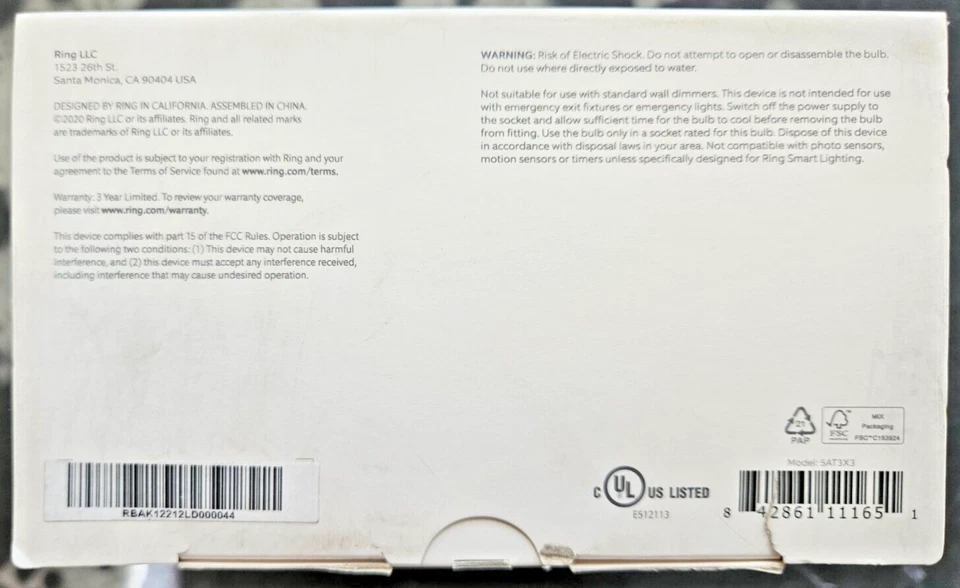 Ring LLC
1523 26th St.
Santa Monica, CA 90404 USA
DESIGNED BY RING IN CALIFORNIA. ASSEMBLED IN CHINA.
©2020 Ring LLC or its affiliates. Ring and all related marks
are trademarks of Ring LLC or its affiliates.
Use of the product is subject to your registration with Ring and your
agreement to the Terms of Service found at www.ring.com/terms.
Warranty: 3 Year Limited. To review your warranty coverage,
please visit www.ring.com/warranty.
This device complies with part 15 of the FCC Rules. Operation is subject
to the following two conditions: (1) This device may not cause harmful
interference, and (2) this device must accept any interference received,
including interference that may cause undesired operation.
WARNING: Risk of Electric Shock. Do not attempt to open or disassemble the bulb.
Do not use where directly exposed to water.
Not suitable for use with standard wall dimmers. This device is not intended for use
with emergency exit fixtures or emergency lights. Switch off the power supply to
the socket and allow sufficient time for the bulb to cool before removing the bulb
from fitting. Use the bulb only in a socket rated for this bulb. Dispose of this device
in accordance with disposal laws in your area. Not compatible with photo sensors,
motion sensors or timers unless specifically designed for Ring Smart Lighting.
21
PAP
FSC
MIX
Packaging
FSC™C153924
Model: 5AT3X3
RBAK12212LD000044
C UL US LISTED
E512113
8 42861 11165 1